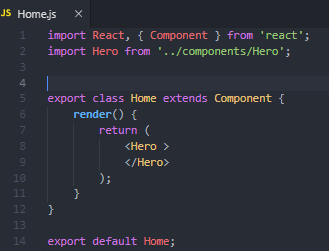 JS Home.js
1 import React, { Component } from 'react';
2 import Hero from '../components/Hero';
3
4
5 export class Home extends Component {
6     render() {
7         return (
8             <Hero >
9             </Hero>
10         );
11     }
12 }
13
14 export default Home;